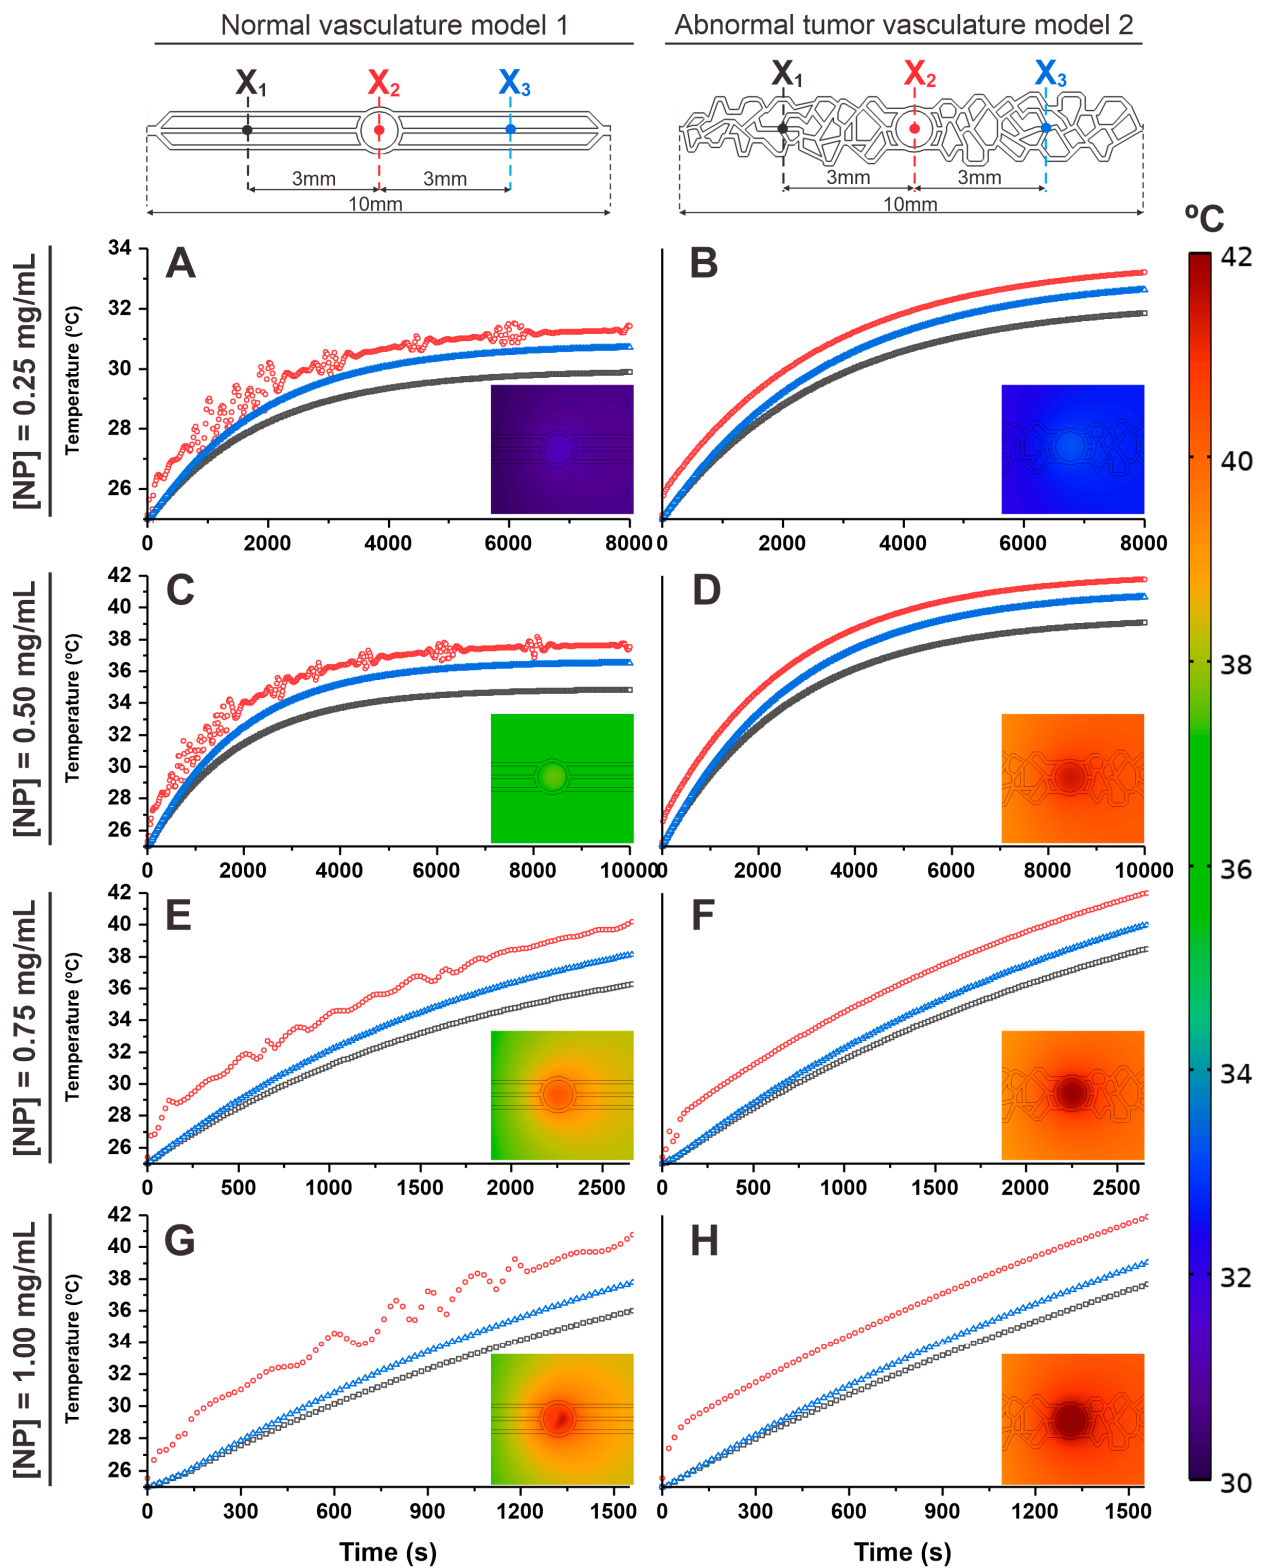 Normal vasculature model 1
Abnormal tumor vasculature model 2
X1 X2 X3
X1 X2 X3
3mm 3mm
10mm
3mm 3mm
10mm
ºC
42
40
38
36
34
32
30
[NP] = 0.25 mg/mL
Temperature (ºC)
A
34
32
30
28
26
0 2000 4000 6000 8000
B
0 2000 4000 6000 8000
[NP] = 0.50 mg/mL
Temperature (ºC)
C
42
40
38
36
34
32
30
28
26
0 2000 4000 6000 8000 10000
D
0 2000 4000 6000 8000 10000
[NP] = 0.75 mg/mL
Temperature (ºC)
E
42
40
38
36
34
32
30
28
26
0 500 1000 1500 2000 2500
F
0 500 1000 1500 2000 2500
[NP] = 1.00 mg/mL
Temperature (ºC)
G
42
40
38
36
34
32
30
28
26
0 300 600 900 1200 1500
Time (s)
H
0 300 600 900 1200 1500
Time (s)